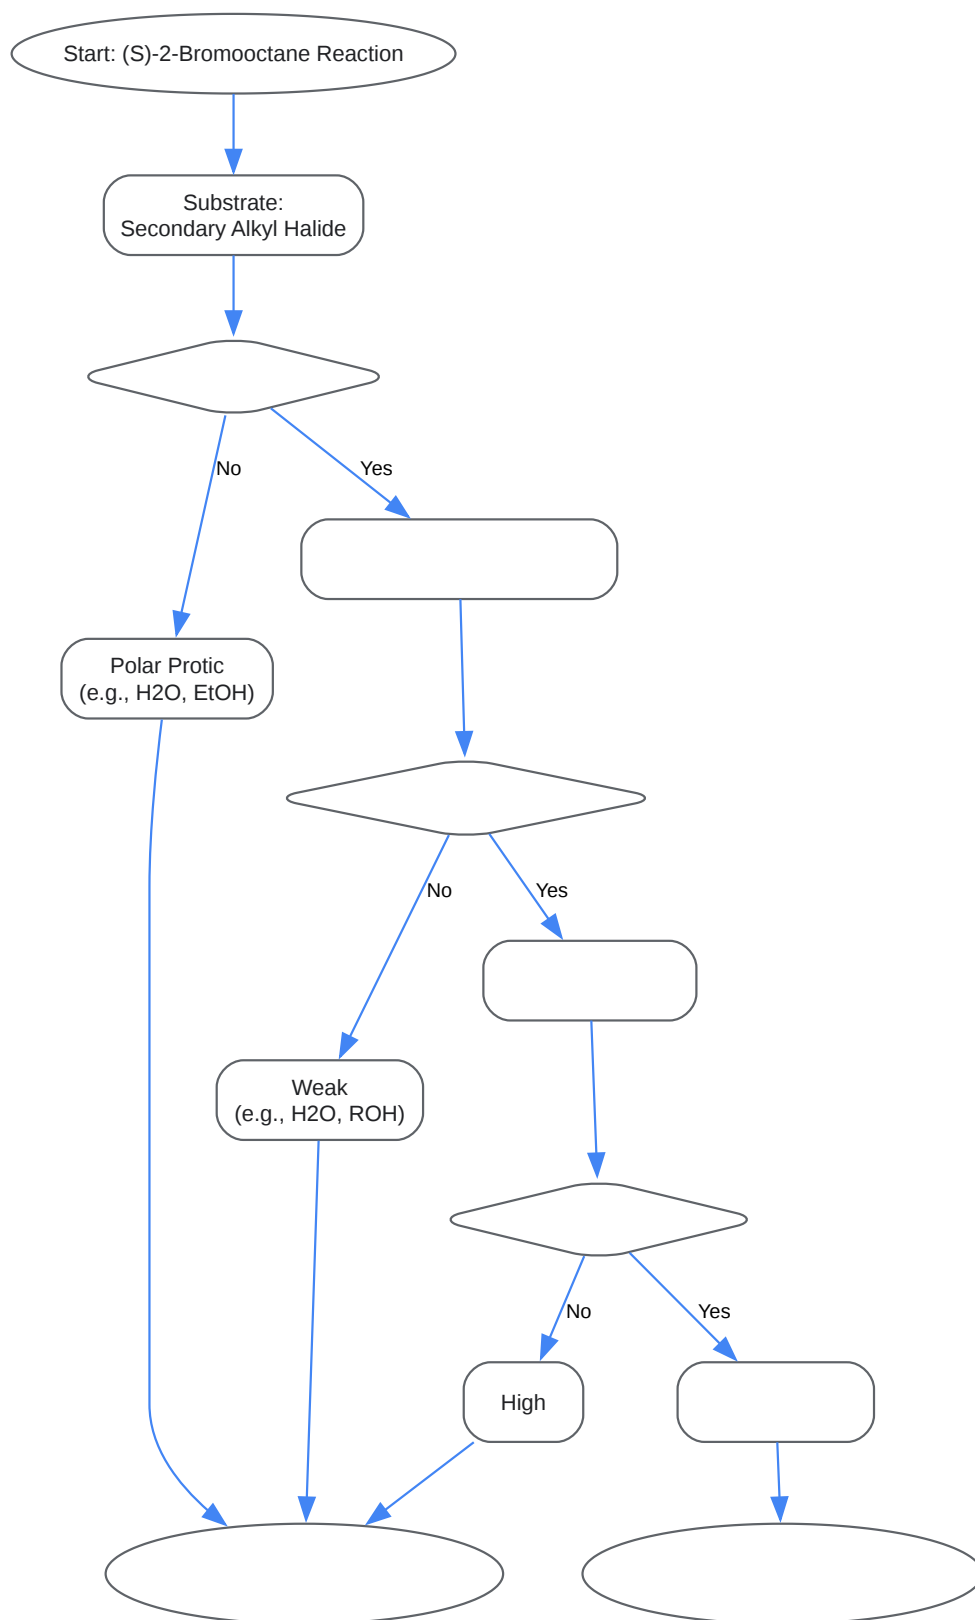 Start: (S)-2-Bromooctane Reaction
Substrate:
Secondary Alkyl Halide
No
Yes
Polar Protic
(e.g., H2O, EtOH)
No
Yes
Weak
(e.g., H2O, ROH)
No
Yes
High